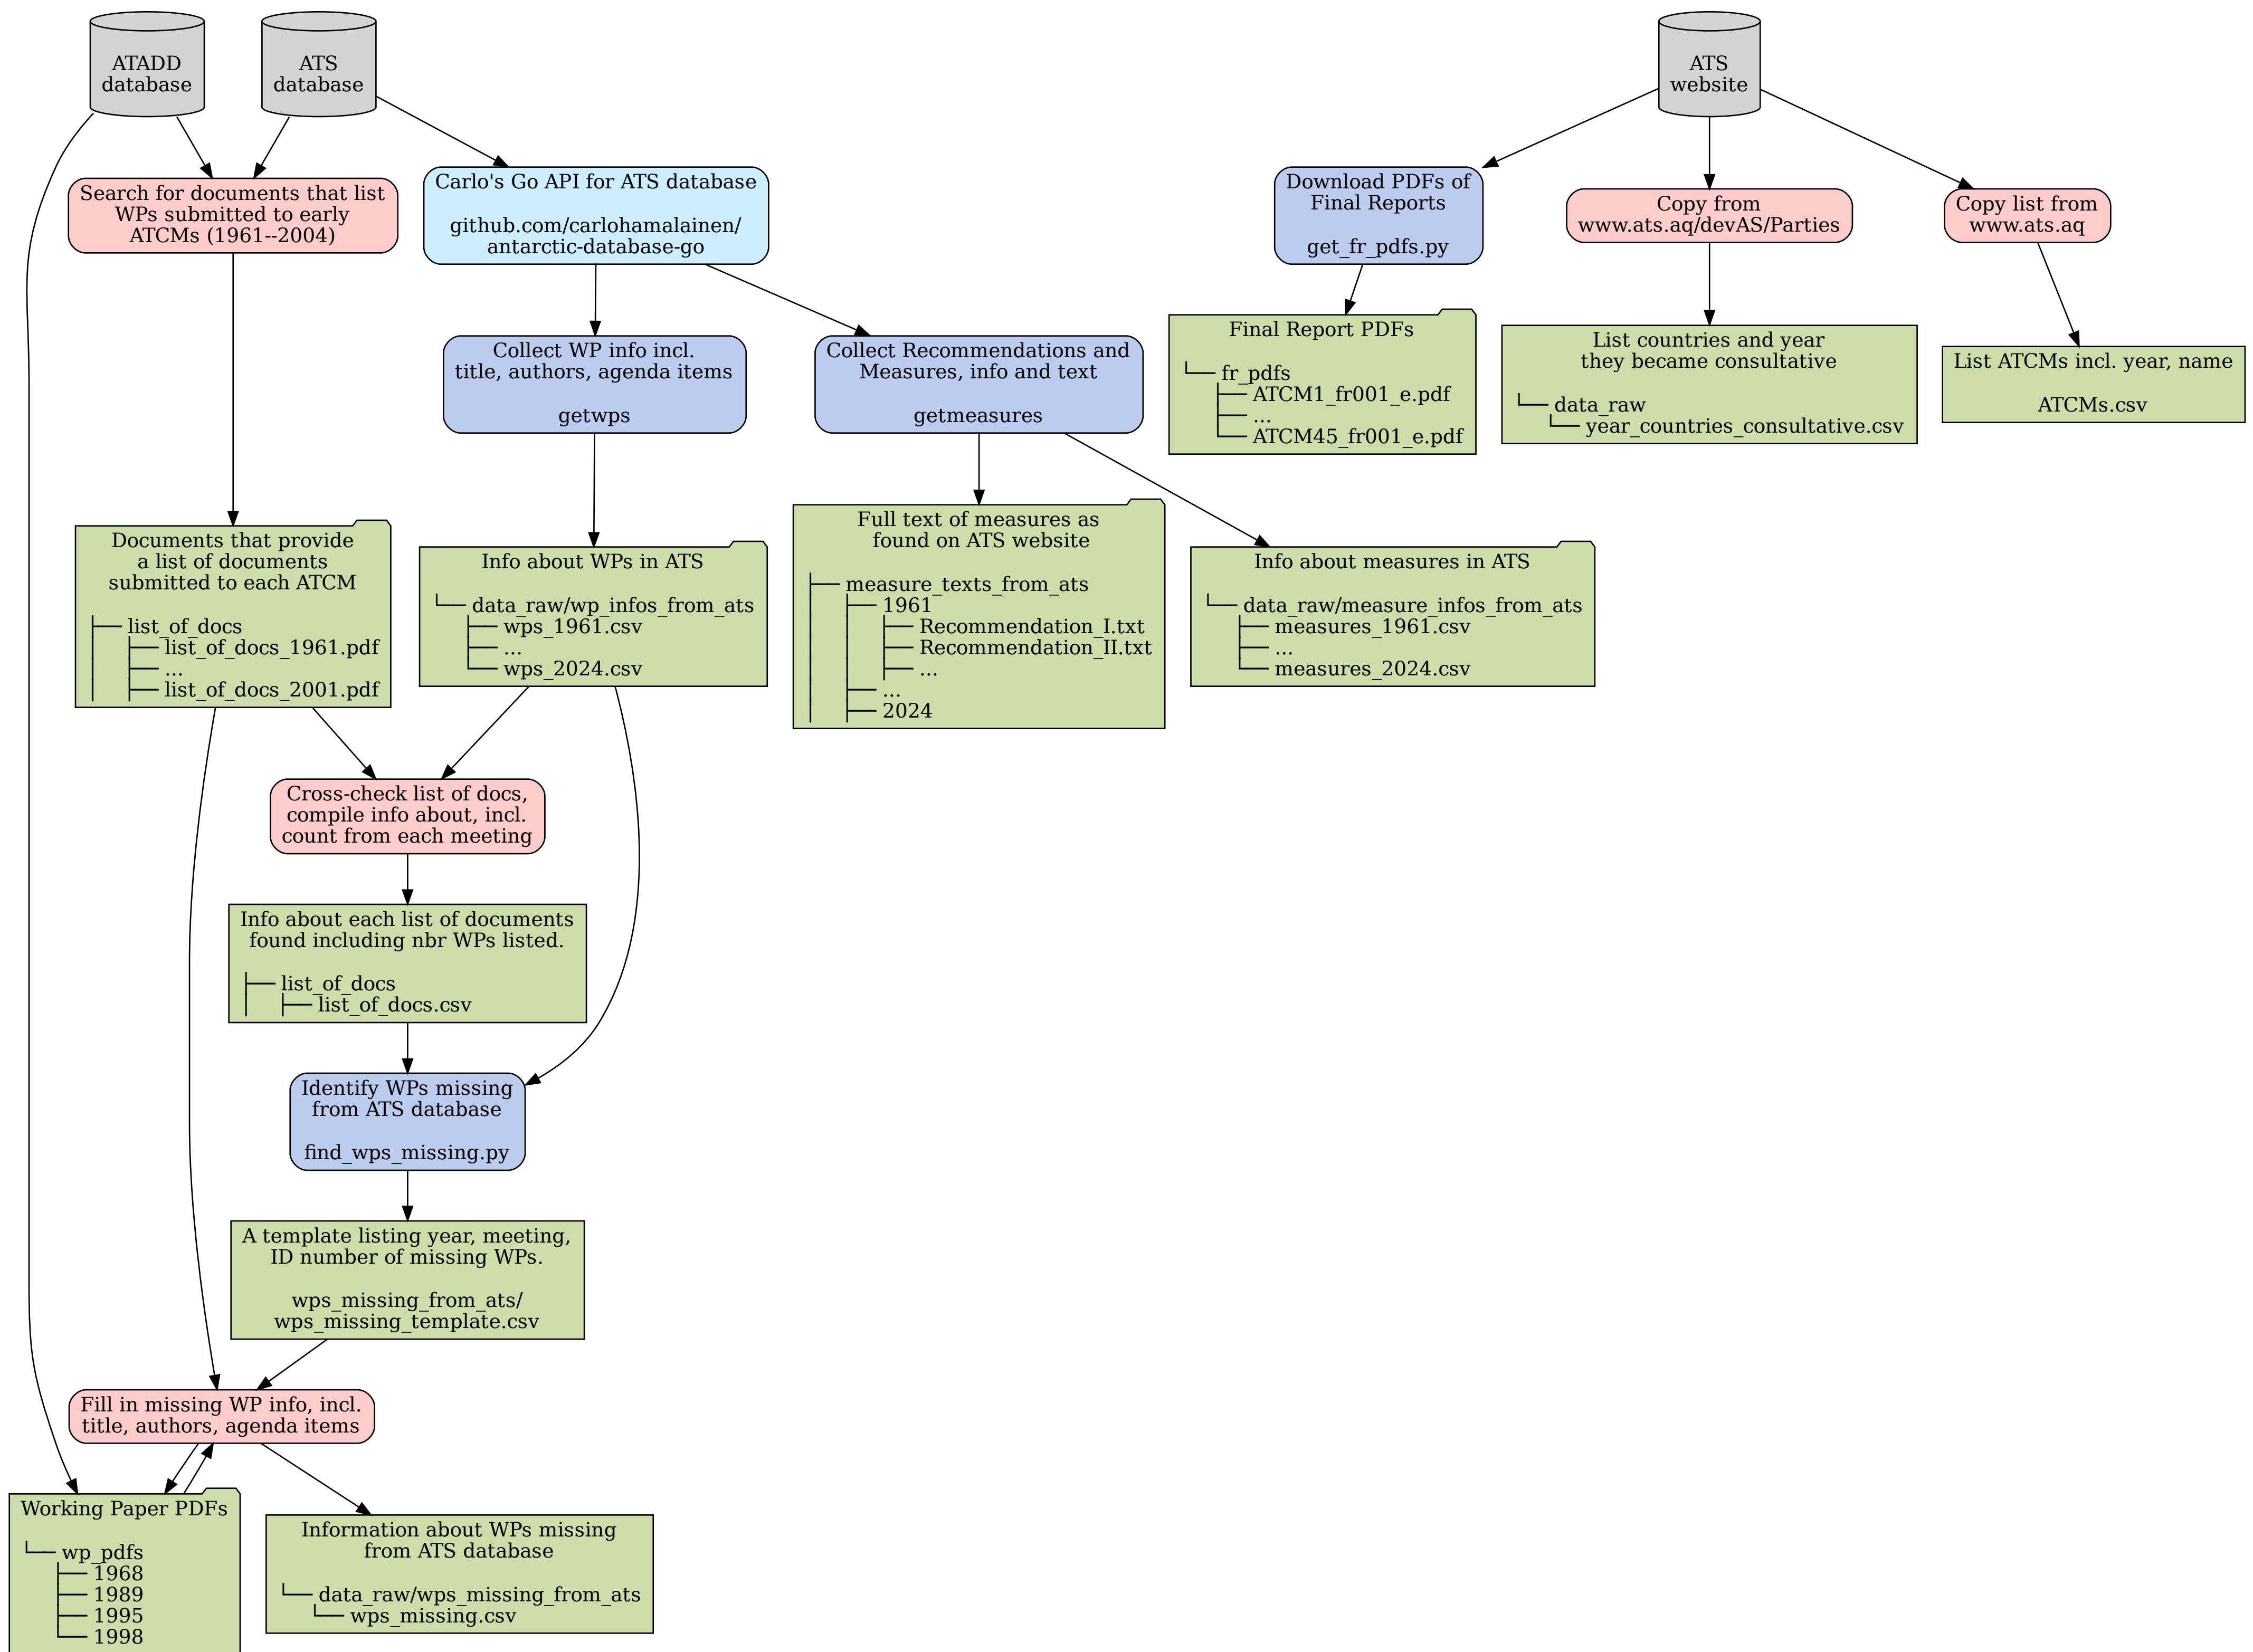 ATADD
database
ATS
database
ATS
website
Search for documents that list
WPs submitted to early
ATCMs (1961--2004)
Carlo's Go API for ATS database
github.com/carlohamalainen/
antarctic-database-go
Download PDFs of
Final Reports
get_fr_pdfs.py
Copy from
www.ats.aq/devAS/Parties
Copy list from
www.ats.aq
Collect WP info incl.
title, authors, agenda items
getwps
Collect Recommendations and
Measures, info and text
getmeasures
Final Report PDFs
└── fr_pdfs
├── ATCM1_fr001_e.pdf
├── ...
└── ATCM45_fr001_e.pdf
List countries and year
they became consultative
└── data_raw
└── year_countries_consultative.csv
List ATCMs incl. year, name
ATCMs.csv
Documents that provide
a list of documents
submitted to each ATCM
├── list_of_docs
│   ├── list_of_docs_1961.pdf
│   ├── ...
│   ├── list_of_docs_2001.pdf
Info about WPs in ATS
└── data_raw/wp_infos_from_ats
├── wps_1961.csv
├── ...
└── wps_2024.csv
Full text of measures as
found on ATS website
├── measure_texts_from_ats
│   ├── 1961
│   │   ├── Recommendation_I.txt
│   │   ├── Recommendation_II.txt
│   │   ├── ...
│   ├── ...
│   ├── 2024
Info about measures in ATS
└── data_raw/measure_infos_from_ats
├── measures_1961.csv
├── ...
└── measures_2024.csv
Cross-check list of docs,
compile info about, incl.
count from each meeting
Info about each list of documents
found including nbr WPs listed.
├── list_of_docs
│   ├── list_of_docs.csv
Identify WPs missing
from ATS database
find_wps_missing.py
A template listing year, meeting,
ID number of missing WPs.
wps_missing_from_ats/
wps_missing_template.csv
Fill in missing WP info, incl.
title, authors, agenda items
Working Paper PDFs
└── wp_pdfs
├── 1968
├── 1989
├── 1995
└── 1998
Information about WPs missing
from ATS database
└── data_raw/wps_missing_from_ats
└── wps_missing.csv